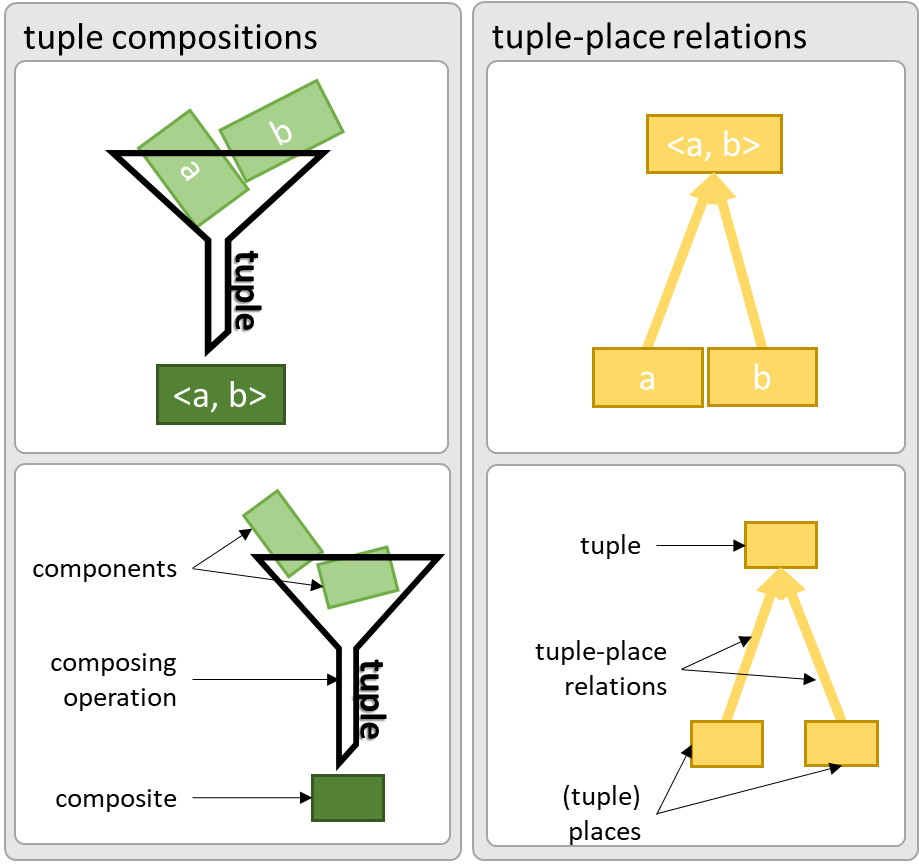 tuple compositions
a
b
tuple
<a, b>
components
composing
operation
tuple
composite
tuple-place relations
<a, b>
a
b
tuple
tuple-place
relations
(tuple)
places